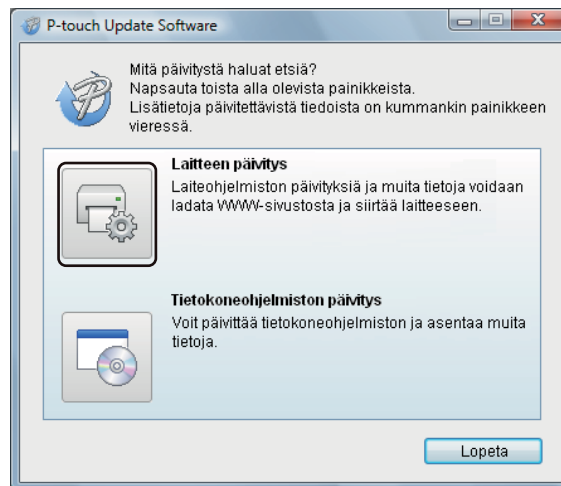 P-touch Update Software
Mitä päivitystä haluat etsiä?
Napsauta toista alla olevista painikkeista.
Lisätietoja päivitettävistä tiedoista on kummankin painikkeen
vieressä.
Laitteen päivitys
Laiteohjelmiston päivityksiä ja muita tietoja voidaan
ladata WWW-sivustosta ja siirtää laitteeseen.
Tietokoneohjelmiston päivitys
Voit päivittää tietokoneohjelmiston ja asentaa muita
tietoja.
Lopeta